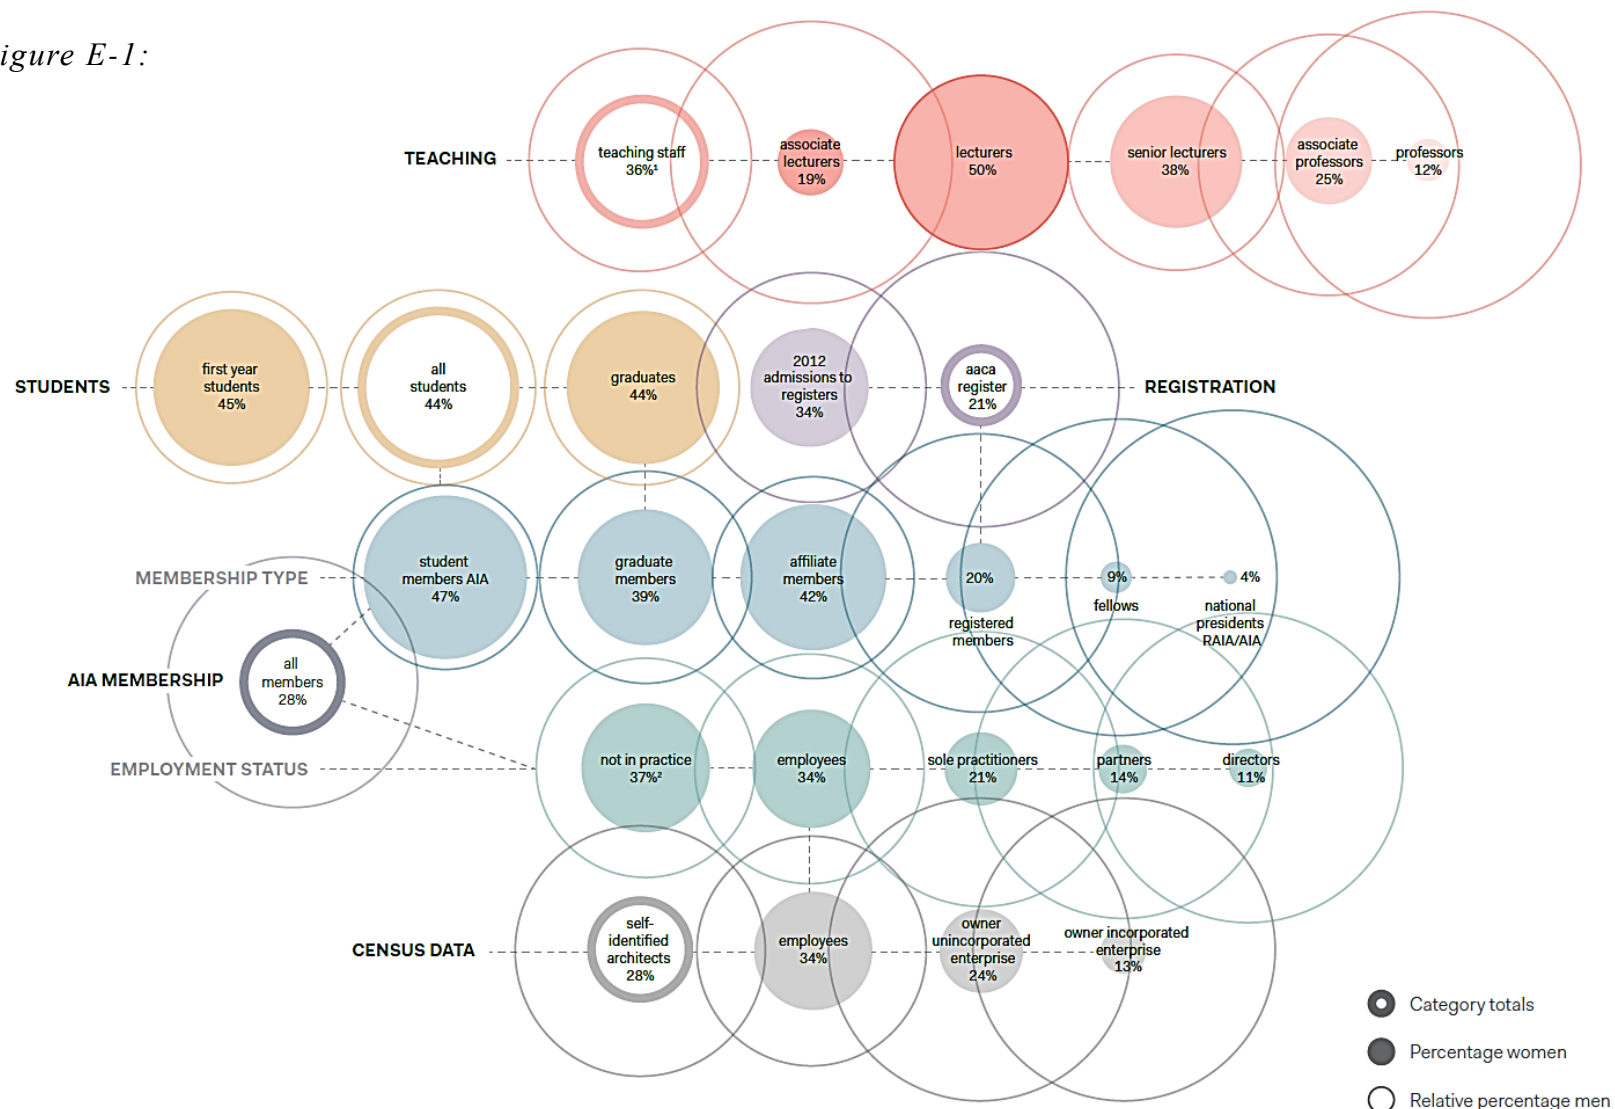 igure E-1:
TEACHING
teaching staff
36%¹
associate
lecturers
19%
lecturers
50%
senior lecturers
38%
associate
professors
25%
professors
12%
STUDENTS
first year
students
45%
all
students
44%
graduates
44%
2012
admissions to
registers
34%
aaca
register
21%
REGISTRATION
MEMBERSHIP TYPE
student
members AIA
47%
graduate
members
39%
affiliate
members
42%
20%
registered
members
9%
fellows
4%
national
presidents
RAIA/AIA
AIA MEMBERSHIP
all
members
28%
EMPLOYMENT STATUS
not in practice
37%²
employees
34%
sole practitioners
21%
partners
14%
directors
11%
CENSUS DATA
self-
identified
architects
28%
employees
34%
owner
unincorporated
enterprise
24%
owner incorporated
enterprise
13%
Category totals
Percentage women
Relative percentage men